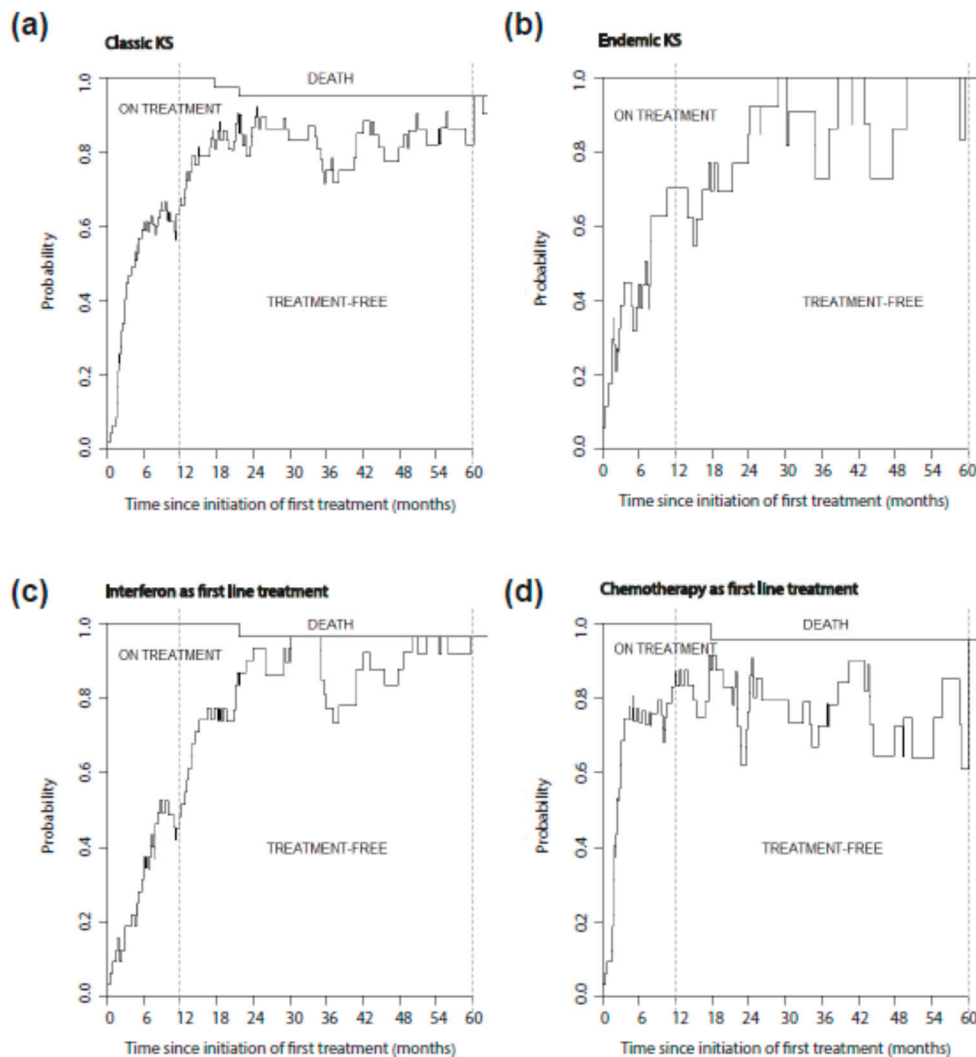 (a)
Classic KS
DEATH
ON TREATMENT
TREATMENT-FREE
Probability
0.0 0.2 0.4 0.6 0.8 1.0
0 6 12 18 24 30 36 42 48 54 60
Time since initiation of first treatment (months)
(b)
Endemic KS
ON TREATMENT
TREATMENT-FREE
Probability
0.0 0.2 0.4 0.6 0.8 1.0
0 6 12 18 24 30 36 42 48 54 60
Time since initiation of first treatment (months)
(c)
Interferon as first line treatment
DEATH
ON TREATMENT
TREATMENT-FREE
Probability
0.0 0.2 0.4 0.6 0.8 1.0
0 6 12 18 24 30 36 42 48 54 60
Time since initiation of first treatment (months)
(d)
Chemotherapy as first line treatment
DEATH
ON TREATMENT
TREATMENT-FREE
Probability
0.0 0.2 0.4 0.6 0.8 1.0
0 6 12 18 24 30 36 42 48 54 60
Time since initiation of first treatment (months)